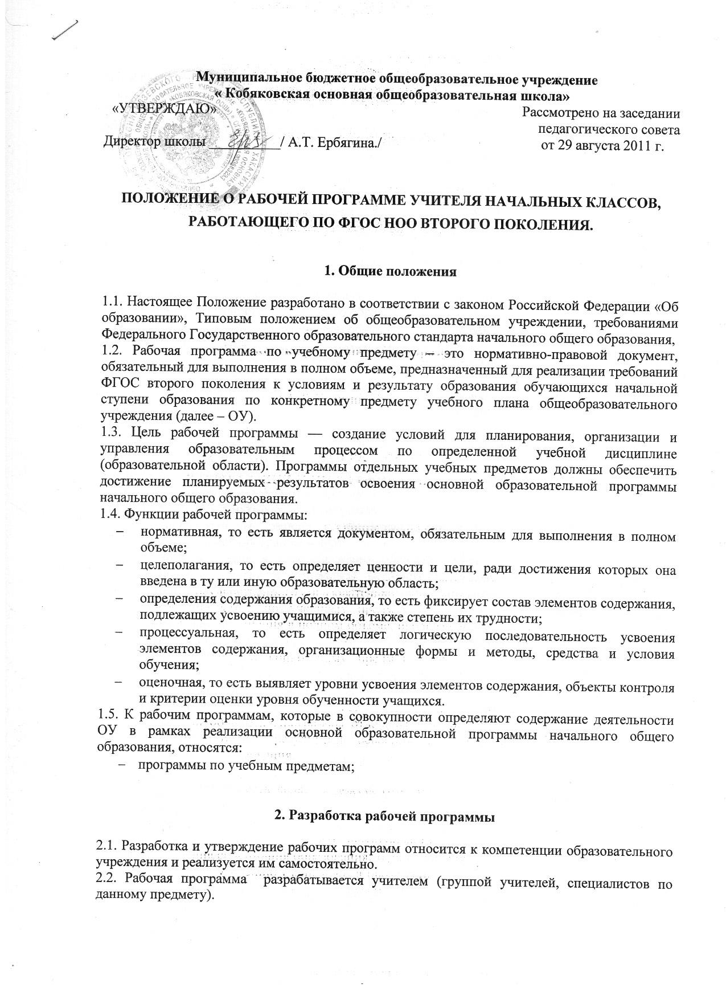 Муниципальное бюджетное общеобразовательное учреждение
« Кобяковская основная общеобразовательная школа»
«УТВЕРЖДАЮ»
Рассмотрено на заседании
педагогического совета
Директор школы __________/ А.Т. Ербягина./
от 29 августа 2011 г.
ПОЛОЖЕНИЕ О РАБОЧЕЙ ПРОГРАММЕ УЧИТЕЛЯ НАЧАЛЬНЫХ КЛАССОВ,
РАБОТАЮЩЕГО ПО ФГОС НОО ВТОРОГО ПОКОЛЕНИЯ.
1. Общие положения
1.1. Настоящее Положение разработано в соответствии с законом Российской Федерации «Об
образовании», Типовым положением об общеобразовательном учреждении, требованиями
Федерального Государственного образовательного стандарта начального общего образования,
1.2. Рабочая программа по учебному предмету – это нормативно-правовой документ,
обязательный для выполнения в полном объеме, предназначенный для реализации требований
ФГОС второго поколения к условиям и результату образования обучающихся начальной
ступени образования по конкретному предмету учебного плана общеобразовательного
учреждения (далее – ОУ).
1.3. Цель рабочей программы — создание условий для планирования, организации и
управления образовательным процессом по определенной учебной дисциплине
(образовательной области). Программы отдельных учебных предметов должны обеспечить
достижение планируемых результатов освоения основной образовательной программы
начального общего образования.
1.4. Функции рабочей программы:
– нормативная, то есть является документом, обязательным для выполнения в полном
объеме;
– целеполагания, то есть определяет ценности и цели, ради достижения которых она
введена в ту или иную образовательную область;
– определения содержания образования, то есть фиксирует состав элементов содержания,
подлежащих усвоению учащимися, а также степень их трудности;
– процессуальная, то есть определяет логическую последовательность усвоения
элементов содержания, организационные формы и методы, средства и условия
обучения;
– оценочная, то есть выявляет уровни усвоения элементов содержания, объекты контроля
и критерии оценки уровня обученности учащихся.
1.5. К рабочим программам, которые в совокупности определяют содержание деятельности
ОУ в рамках реализации основной образовательной программы начального общего
образования, относятся:
– программы по учебным предметам;
2. Разработка рабочей программы
2.1. Разработка и утверждение рабочих программ относится к компетенции образовательного
учреждения и реализуется им самостоятельно.
2.2. Рабочая программа разрабатывается учителем (группой учителей, специалистов по
данному предмету).